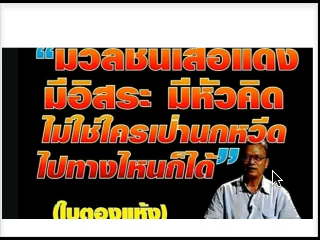 “มวลชนเสื้อแดง
มีอิสระ มีหัวคิด
ไม่ใช่ใครเป่านกหวีด
ไปทางไหนก็ได้”
(ใบตองแห้ง)